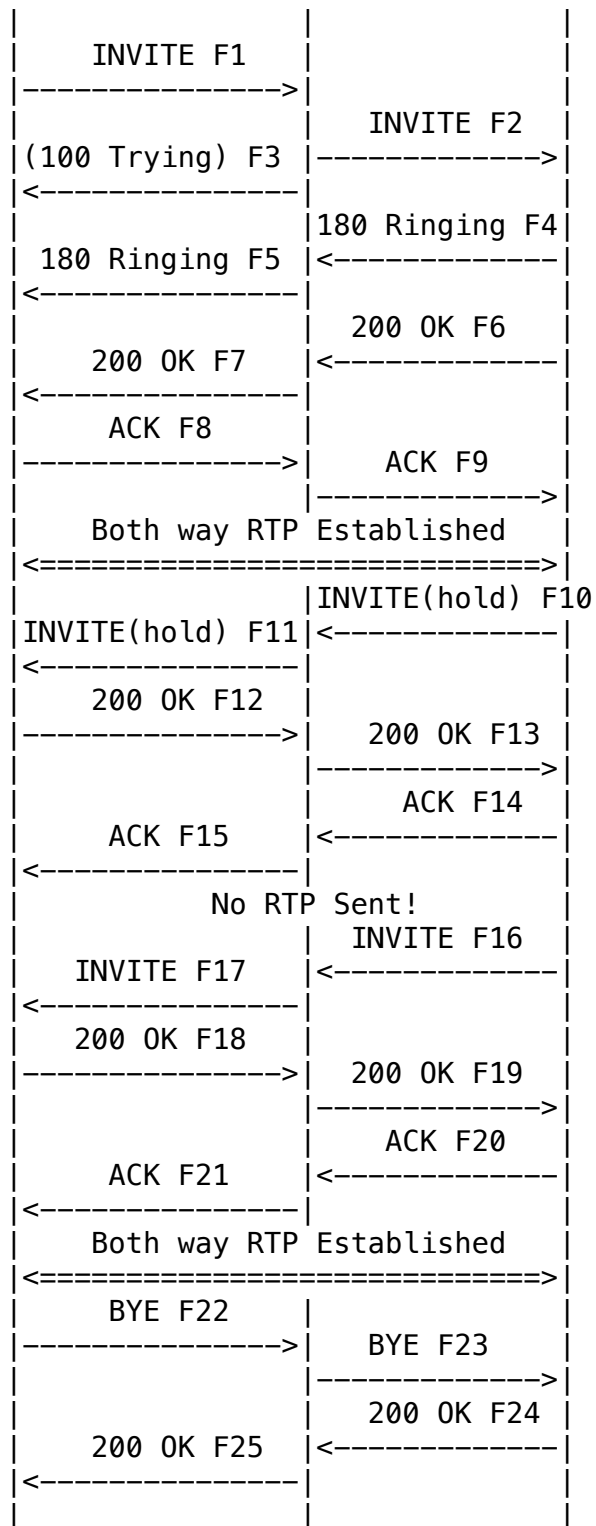 INVITE F1
INVITE F2
(100 Trying) F3
180 Ringing F4
180 Ringing F5
200 OK F6
200 OK F7
ACK F8
ACK F9
Both way RTP Established
INVITE(hold) F10
INVITE(hold) F11
200 OK F12
200 OK F13
ACK F14
ACK F15
No RTP Sent!
INVITE F16
INVITE F17
200 OK F18
200 OK F19
ACK F20
ACK F21
Both way RTP Established
BYE F22
BYE F23
200 OK F24
200 OK F25